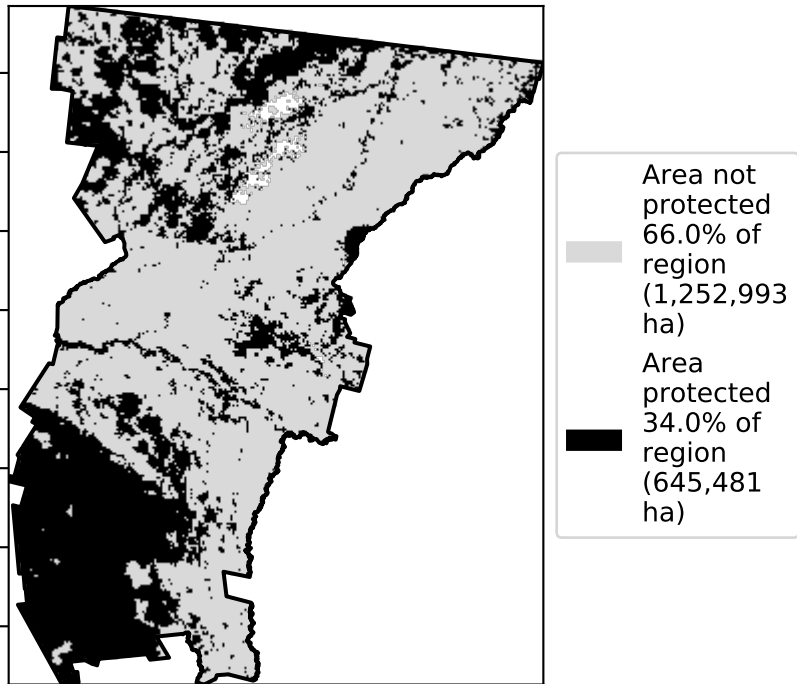 Area not
protected
66.0% of
region
(1,252,993
ha)
Area
protected
34.0% of
region
(645,481
ha)